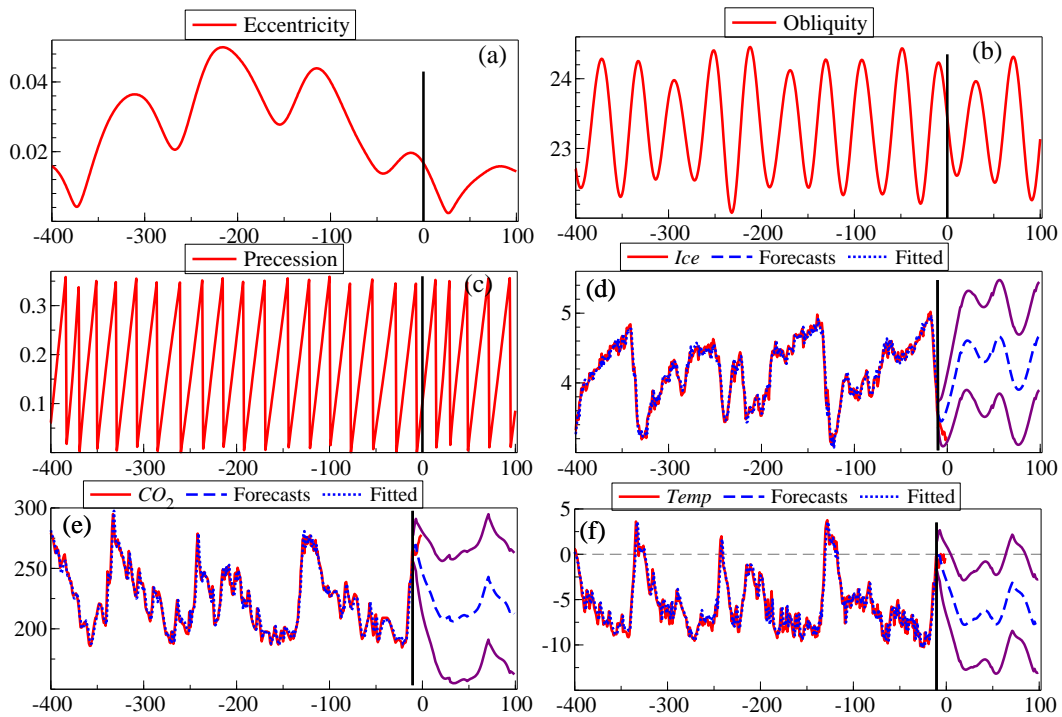 Eccentricity
(a)
0.04
0.02
-400 -300 -200 -100 0 100
Obliquity
(b)
24
23
-400 -300 -200 -100 0 100
Precession
(c)
0.3
0.2
0.1
-400 -300 -200 -100 0 100
Ice Forecasts Fitted
(d)
5
4
-400 -300 -200 -100 0 100
CO2 Forecasts Fitted
(e)
300
250
200
-400 -300 -200 -100 0 100
Temp Forecasts Fitted
(f)
5
0
-5
-10
-400 -300 -200 -100 0 100